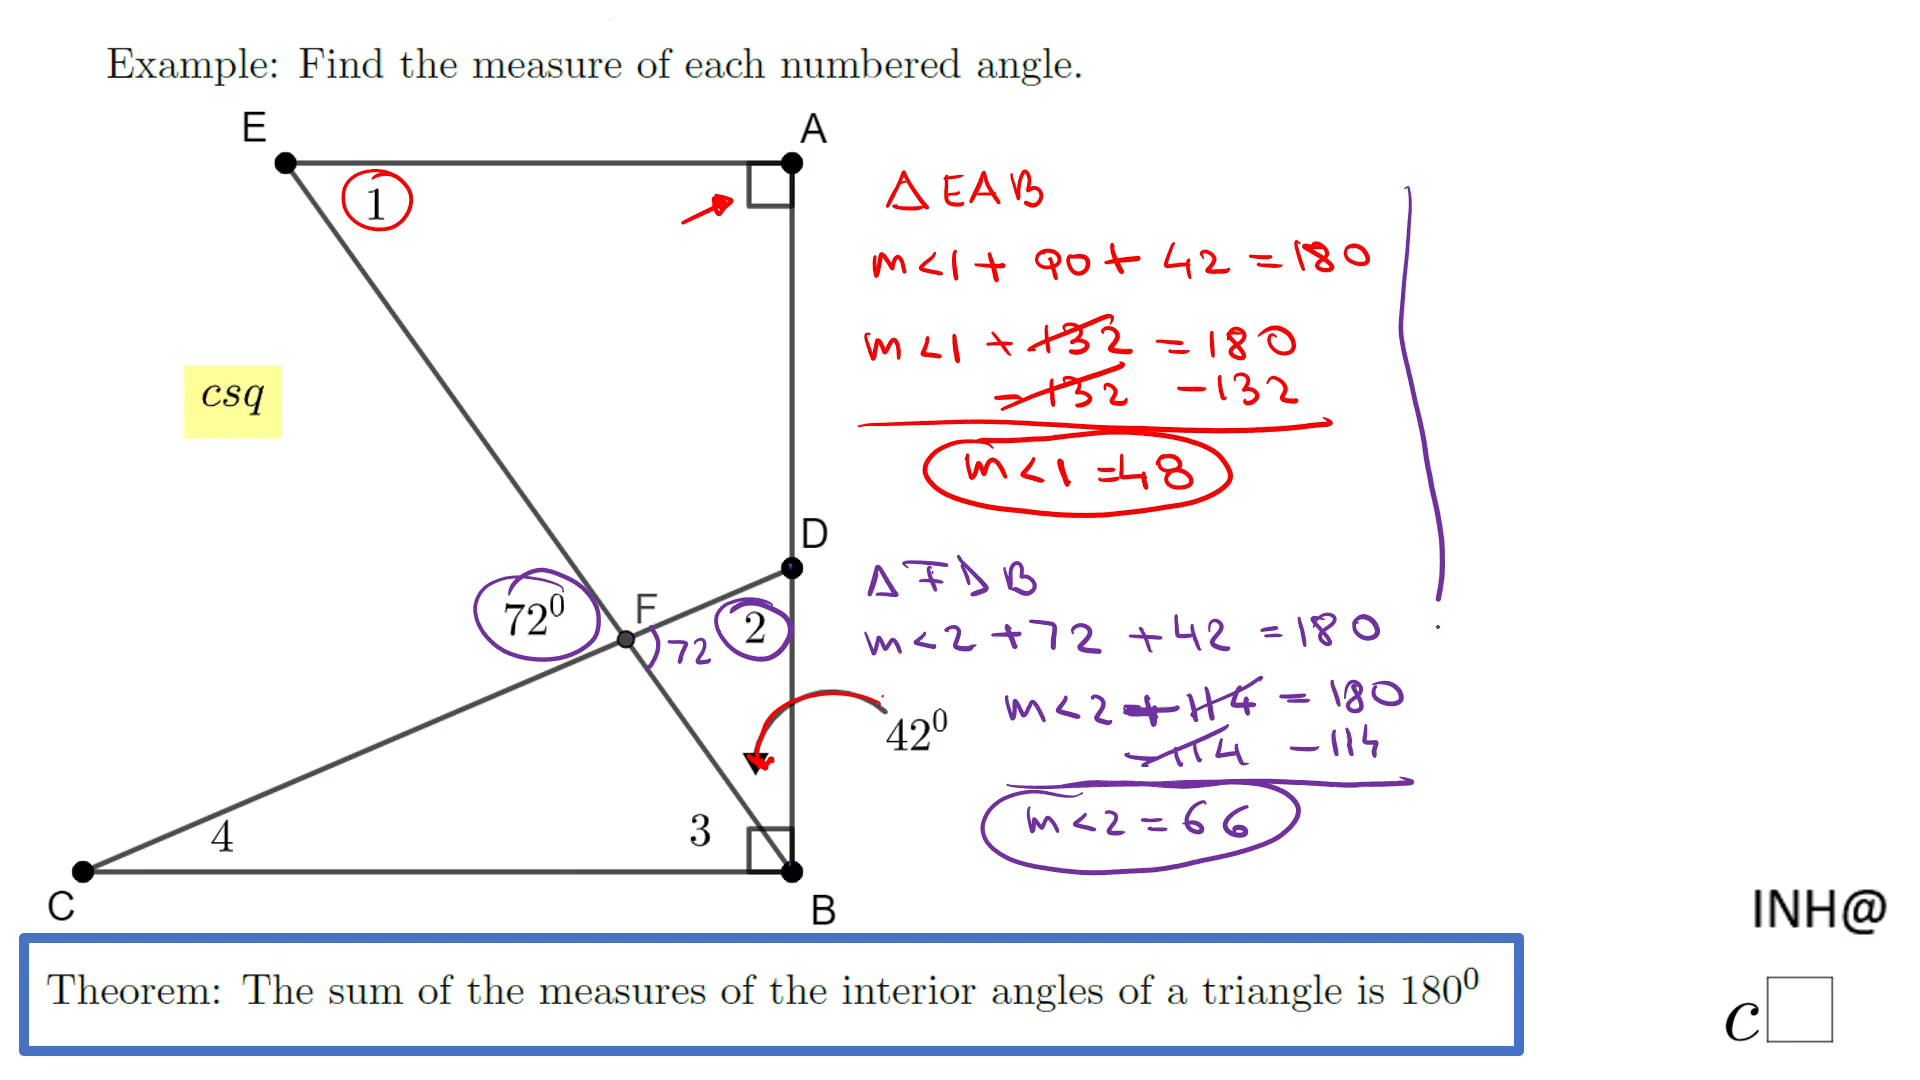 Example: Find the measure of each numbered angle.
E
A
1
△EAB
m<1 + 90 + 42 = 180
m<1 + 132 = 180
-132 -132
m<1 = 48
csq
D
72⁰
F
72
2
△FDB
m<2 + 72 + 42 = 180
m<2 + 114 = 180
-114 -114
m<2 = 66
42⁰
4
3
C
B
INH@
c
Theorem: The sum of the measures of the interior angles of a triangle is 180⁰